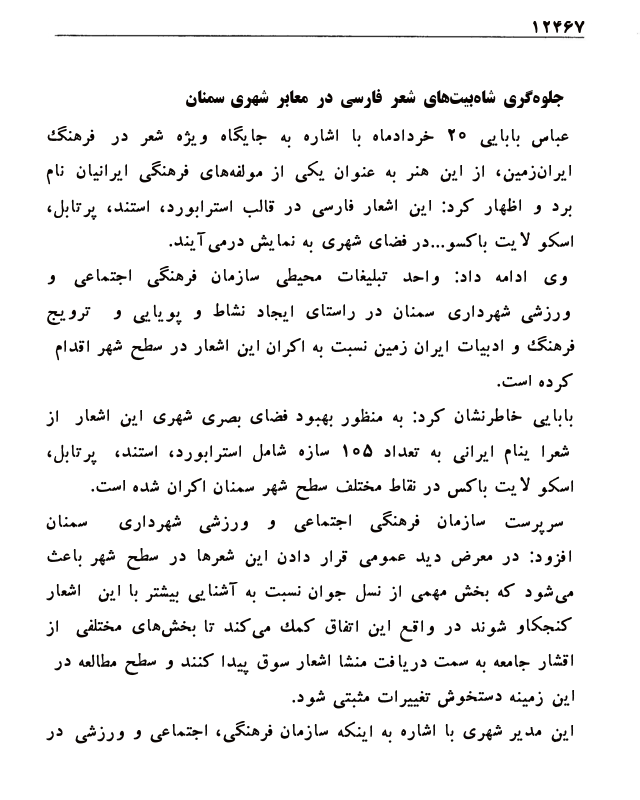 ۱۲۴۶۷
جلوه‌گری شاه‌بیت‌های شعر فارسی در معابر شهری سمنان
عباس بابایی ۲۰ خردادماه با اشاره به جایگاه ویژه شعر در فرهنگ
ایران‌زمین، از این هنر به عنوان یکی از مولفه‌های فرهنگی ایرانیان نام
برد و اظهار کرد: این اشعار فارسی در قالب استرابورد، استند، پرتابل،
اسکو لایت باکسو...در فضای شهری به نمایش درمی‌آیند.
وی ادامه داد: واحد تبلیغات محیطی سازمان فرهنگی اجتماعی و
ورزشی شهرداری سمنان در راستای ایجاد نشاط و پویایی و ترویج
فرهنگ و ادبیات ایران زمین نسبت به اکران این اشعار در سطح شهر اقدام
کرده است.
بابایی خاطرنشان کرد: به منظور بهبود فضای بصری شهری این اشعار از
شعرا ینام ایرانی به تعداد ۱۰۵ سازه شامل استرابورد، استند، پرتابل،
اسکو لایت باکس در نقاط مختلف سطح شهر سمنان اکران شده است.
سرپرست سازمان فرهنگی اجتماعی و ورزشی شهرداری سمنان
افزود: در معرض دید عمومی قرار دادن این شعرها در سطح شهر باعث
می‌شود که بخش مهمی از نسل جوان نسبت به آشنایی بیشتر با این اشعار
کنجکاو شوند در واقع این اتفاق کمک می‌کند تا بخش‌های مختلفی از
اقشار جامعه به سمت دریافت منشا اشعار سوق پیدا کنند و سطح مطالعه در
این زمینه دستخوش تغییرات مثبتی شود.
این مدیر شهری با اشاره به اینکه سازمان فرهنگی، اجتماعی و ورزشی در